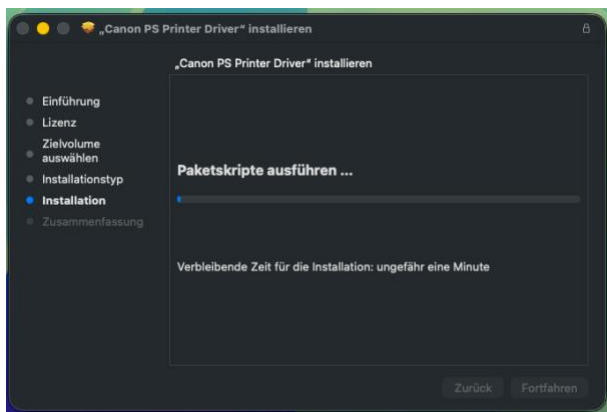 „Canon PS Printer Driver“ installieren
„Canon PS Printer Driver“ installieren
Einführung
Lizenz
Zielvolume
auswählen
Installationstyp
Installation
Zusammenfassung
Paketskripte ausführen ...
Verbleibende Zeit für die Installation: ungefähr eine Minute
Zurück
Fortfahren